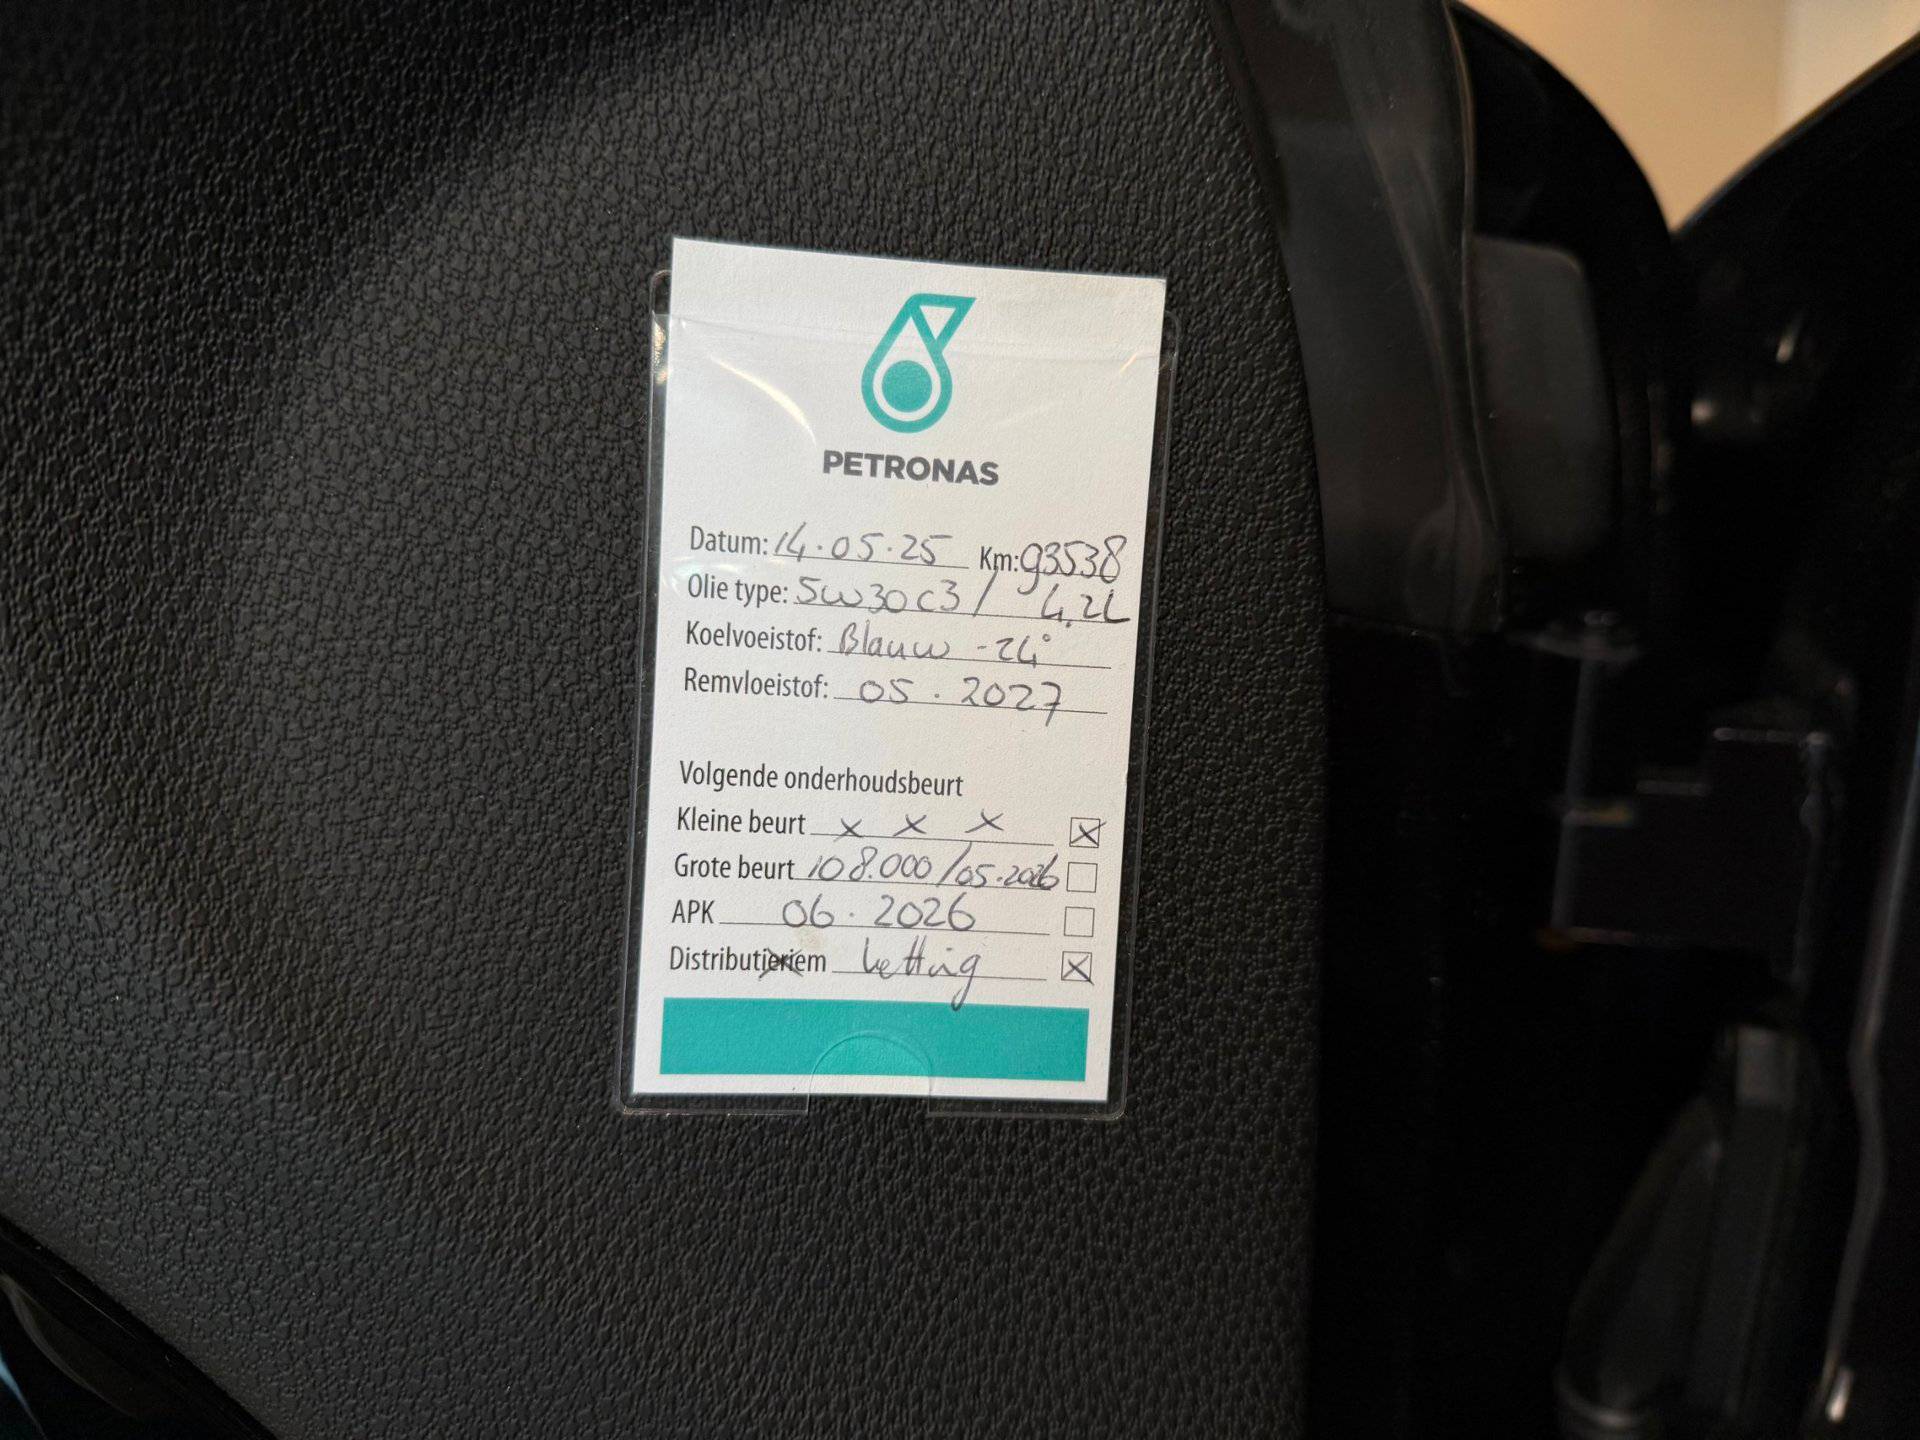 PETRONAS
Datum: 14.05.25 Km: 93538
Olie type: 5w30 c3 / 4,2L
Koelvoeistof: Blauw -24°
Remvloeistof: 05.2027
Volgende onderhoudsbeurt
Kleine beurt x x x
Grote beurt 108.000/05.2026
APK 06.2026
Distributieriem ketting